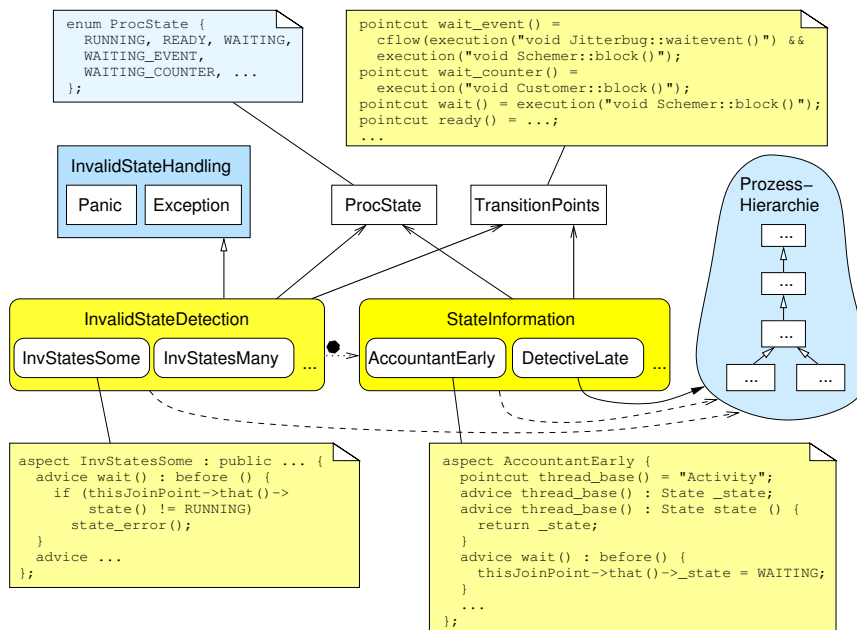 enum ProcState {
RUNNING, READY, WAITING,
WAITING_EVENT,
WAITING_COUNTER, ...
};
pointcut wait_event() =
cflow(execution("void Jitterbug::waitevent()") &&
execution("void Schemer::block()");
pointcut wait_counter() =
execution("void Customer::block()");
pointcut wait() = execution("void Schemer::block()");
pointcut ready() = ...;
...
InvalidStateHandling
Panic
Exception
ProcState
TransitionPoints
Prozess−
Hierarchie
...
...
...
...
...
InvalidStateDetection
InvStatesSome
InvStatesMany
...
StateInformation
AccountantEarly
DetectiveLate
...
aspect InvStatesSome : public ... {
advice wait() : before () {
if (thisJoinPoint->that()->
state() != RUNNING)
state_error();
}
advice ...
};
aspect AccountantEarly {
pointcut thread_base() = "Activity";
advice thread_base() : State _state;
advice thread_base() : State state () {
return _state;
}
advice wait() : before() {
thisJoinPoint->that()->_state = WAITING;
}
...
};